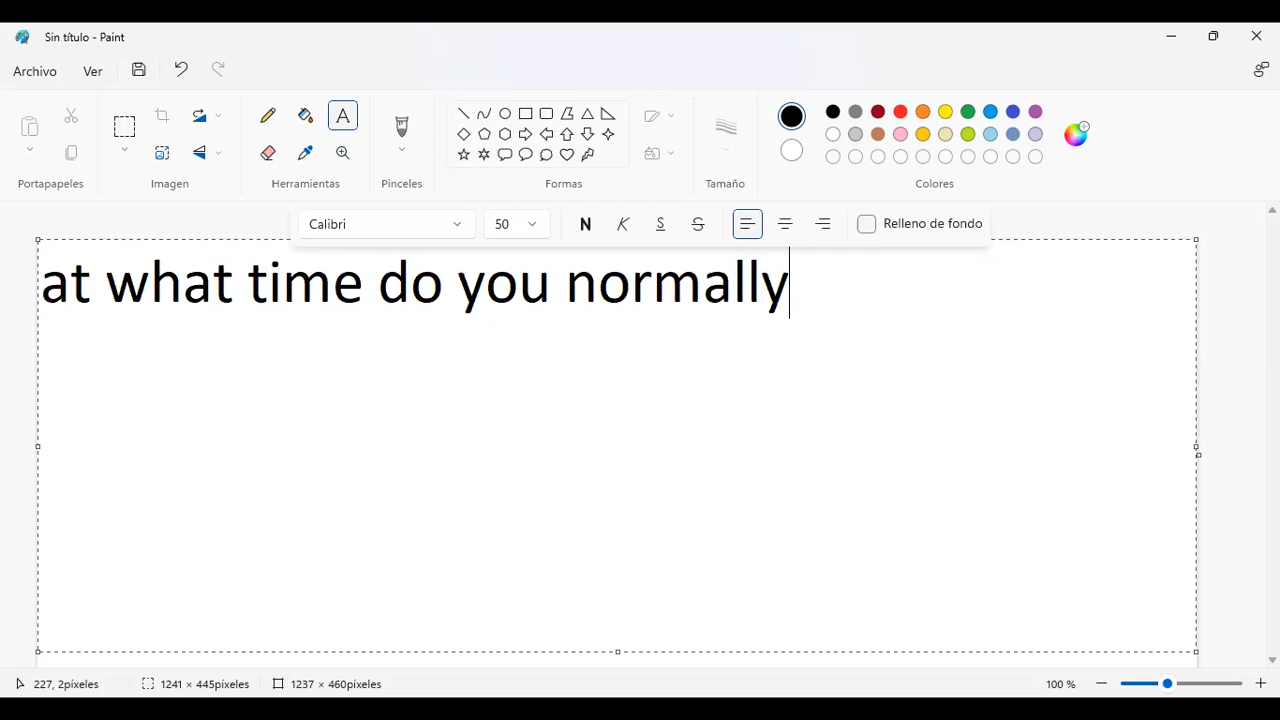 Sin título - Paint
Archivo Ver
Portapapeles Imagen Herramientas Pinceles Formas Tamaño Colores
Calibri 50 N K S S Relleno de fondo
at what time do you normally
227, 2píxeles 1241 × 445píxeles 1237 × 460píxeles 100 %